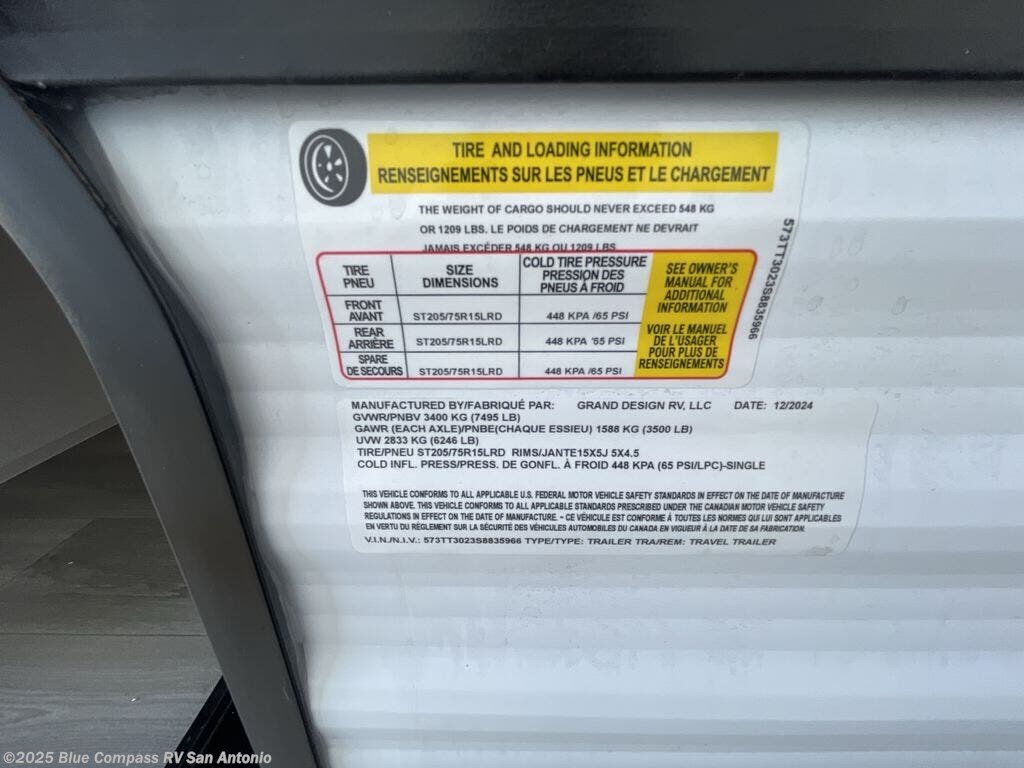 TIRE AND LOADING INFORMATION
RENSEIGNEMENTS SUR LES PNEUS ET LE CHARGEMENT
THE WEIGHT OF CARGO SHOULD NEVER EXCEED 548 KG
OR 1209 LBS. LE POIDS DE CHARGEMENT NE DEVRAIT
JAMAIS EXCÉDER 548 KG OU 1209 LBS
TIRE
PNEU
SIZE
DIMENSIONS
COLD TIRE PRESSURE
PRESSION DES
PNEUS À FROID
FRONT
AVANT
ST205/75R15LRD
448 KPA /65 PSI
REAR
ARRIÈRE
ST205/75R15LRD
448 KPA /65 PSI
SPARE
DE SECOURS
ST205/75R15LRD
448 KPA /65 PSI
SEE OWNER'S
MANUAL FOR
ADDITIONAL
INFORMATION
VOIR LE MANUEL
DE L'USAGER
POUR PLUS DE
RENSEIGNEMENTS
573TT3023S8835966
MANUFACTURED BY/FABRIQUÉ PAR: GRAND DESIGN RV, LLC DATE: 12/2024
GVWR/PNBV 3400 KG (7495 LB)
GAWR (EACH AXLE)/PNBE(CHAQUE ESSIEU) 1588 KG (3500 LB)
UVW 2833 KG (6246 LB)
TIRE/PNEU ST205/75R15LRD RIMS/JANTE15X5J 5X4.5
COLD INFL. PRESS/PRESS. DE GONFL. À FROID 448 KPA (65 PSI/LPC)-SINGLE
THIS VEHICLE CONFORMS TO ALL APPLICABLE U.S. FEDERAL MOTOR VEHICLE SAFETY STANDARDS IN EFFECT ON THE DATE OF MANUFACTURE
SHOWN ABOVE. THIS VEHICLE CONFORMS TO ALL APPLICABLE STANDARDS PRESCRIBED UNDER THE CANADIAN MOTOR VEHICLE SAFETY
REGULATIONS IN EFFECT ON THE DATE OF MANUFACTURE. - CE VÉHICULE EST CONFORME À TOUTES LES NORMES QUI LUI SONT APPLICABLES
EN VERTU DU RÈGLEMENT SUR LA SÉCURITÉ DES VÉHICULES AUTOMOBILES DU CANADA EN VIGUEUR À LA DATE DE SA FABRICATION.
V.I.N./N.I.V.: 573TT3023S8835966 TYPE/TYPE: TRAILER TRA/REM: TRAVEL TRAILER
©2025 Blue Compass RV San Antonio